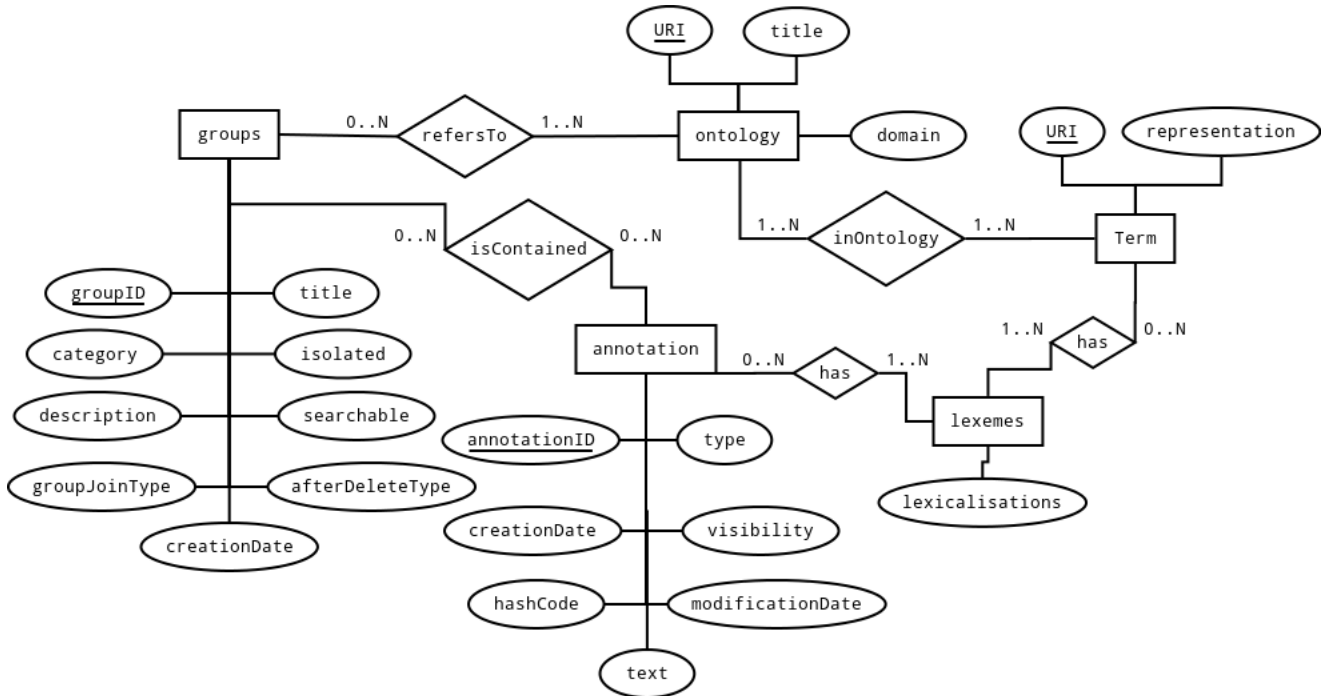 URI
title
0..N
1..N
groups
refersTo
ontology
domain
URI
representation
0..N
0..N
isContained
1..N
1..N
inOntology
Term
groupID
title
category
isolated
annotation
0..N
1..N
has
1..N
0..N
has
description
searchable
annotationID
type
lexemes
groupJoinType
afterDeleteType
lexicalisations
creationDate
creationDate
visibility
hashCode
modificationDate
text